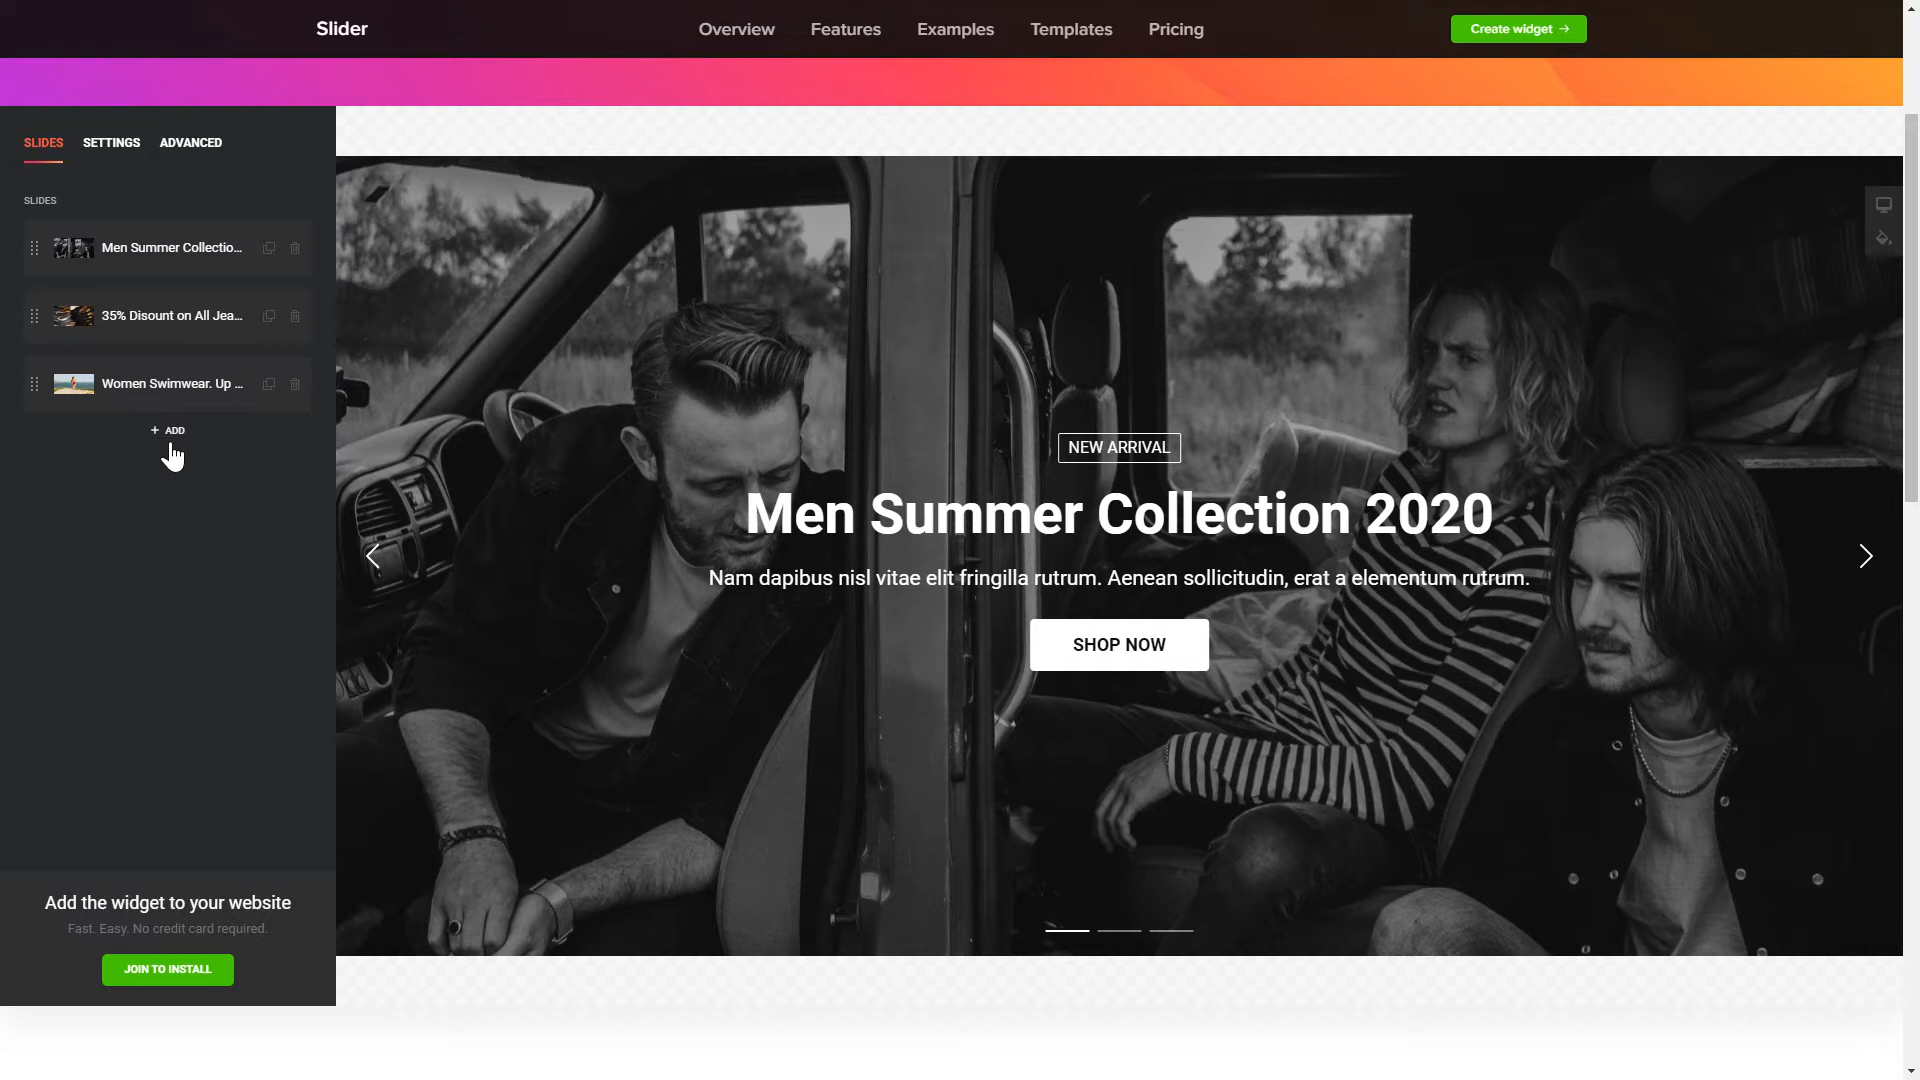 Slider
Overview
Features
Examples
Templates
Pricing
Create widget →
SLIDES
SETTINGS
ADVANCED
SLIDES
Men Summer Collectio...
35% Disount on All Jea...
Women Swimwear. Up ...
+ ADD
NEW ARRIVAL
Men Summer Collection 2020
Nam dapibus nisl vitae elit fringilla rutrum. Aenean sollicitudin, erat a elementum rutrum.
SHOP NOW
Add the widget to your website
Fast. Easy. No credit card required.
JOIN TO INSTALL